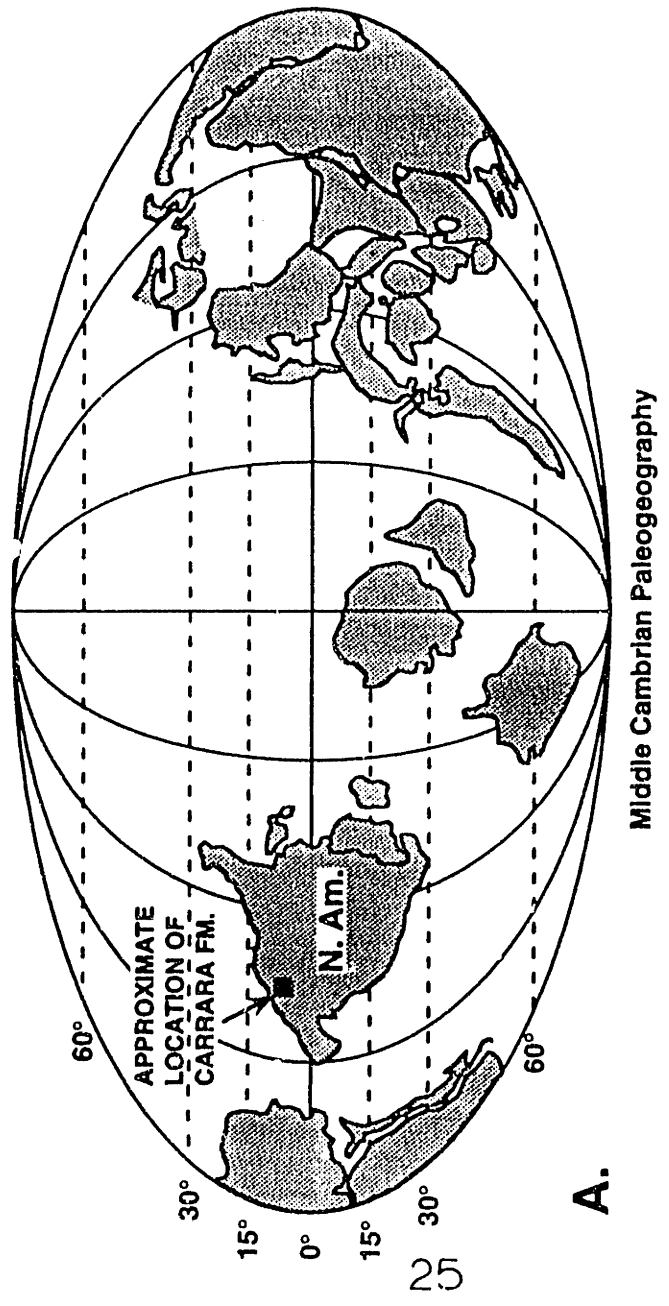 60°
30°
15°
0°
15°
30°
60°
APPROXIMATE
LOCATION OF
CARRARA FM.
N. Am.
A.
Middle Cambrian Paleogeography
25